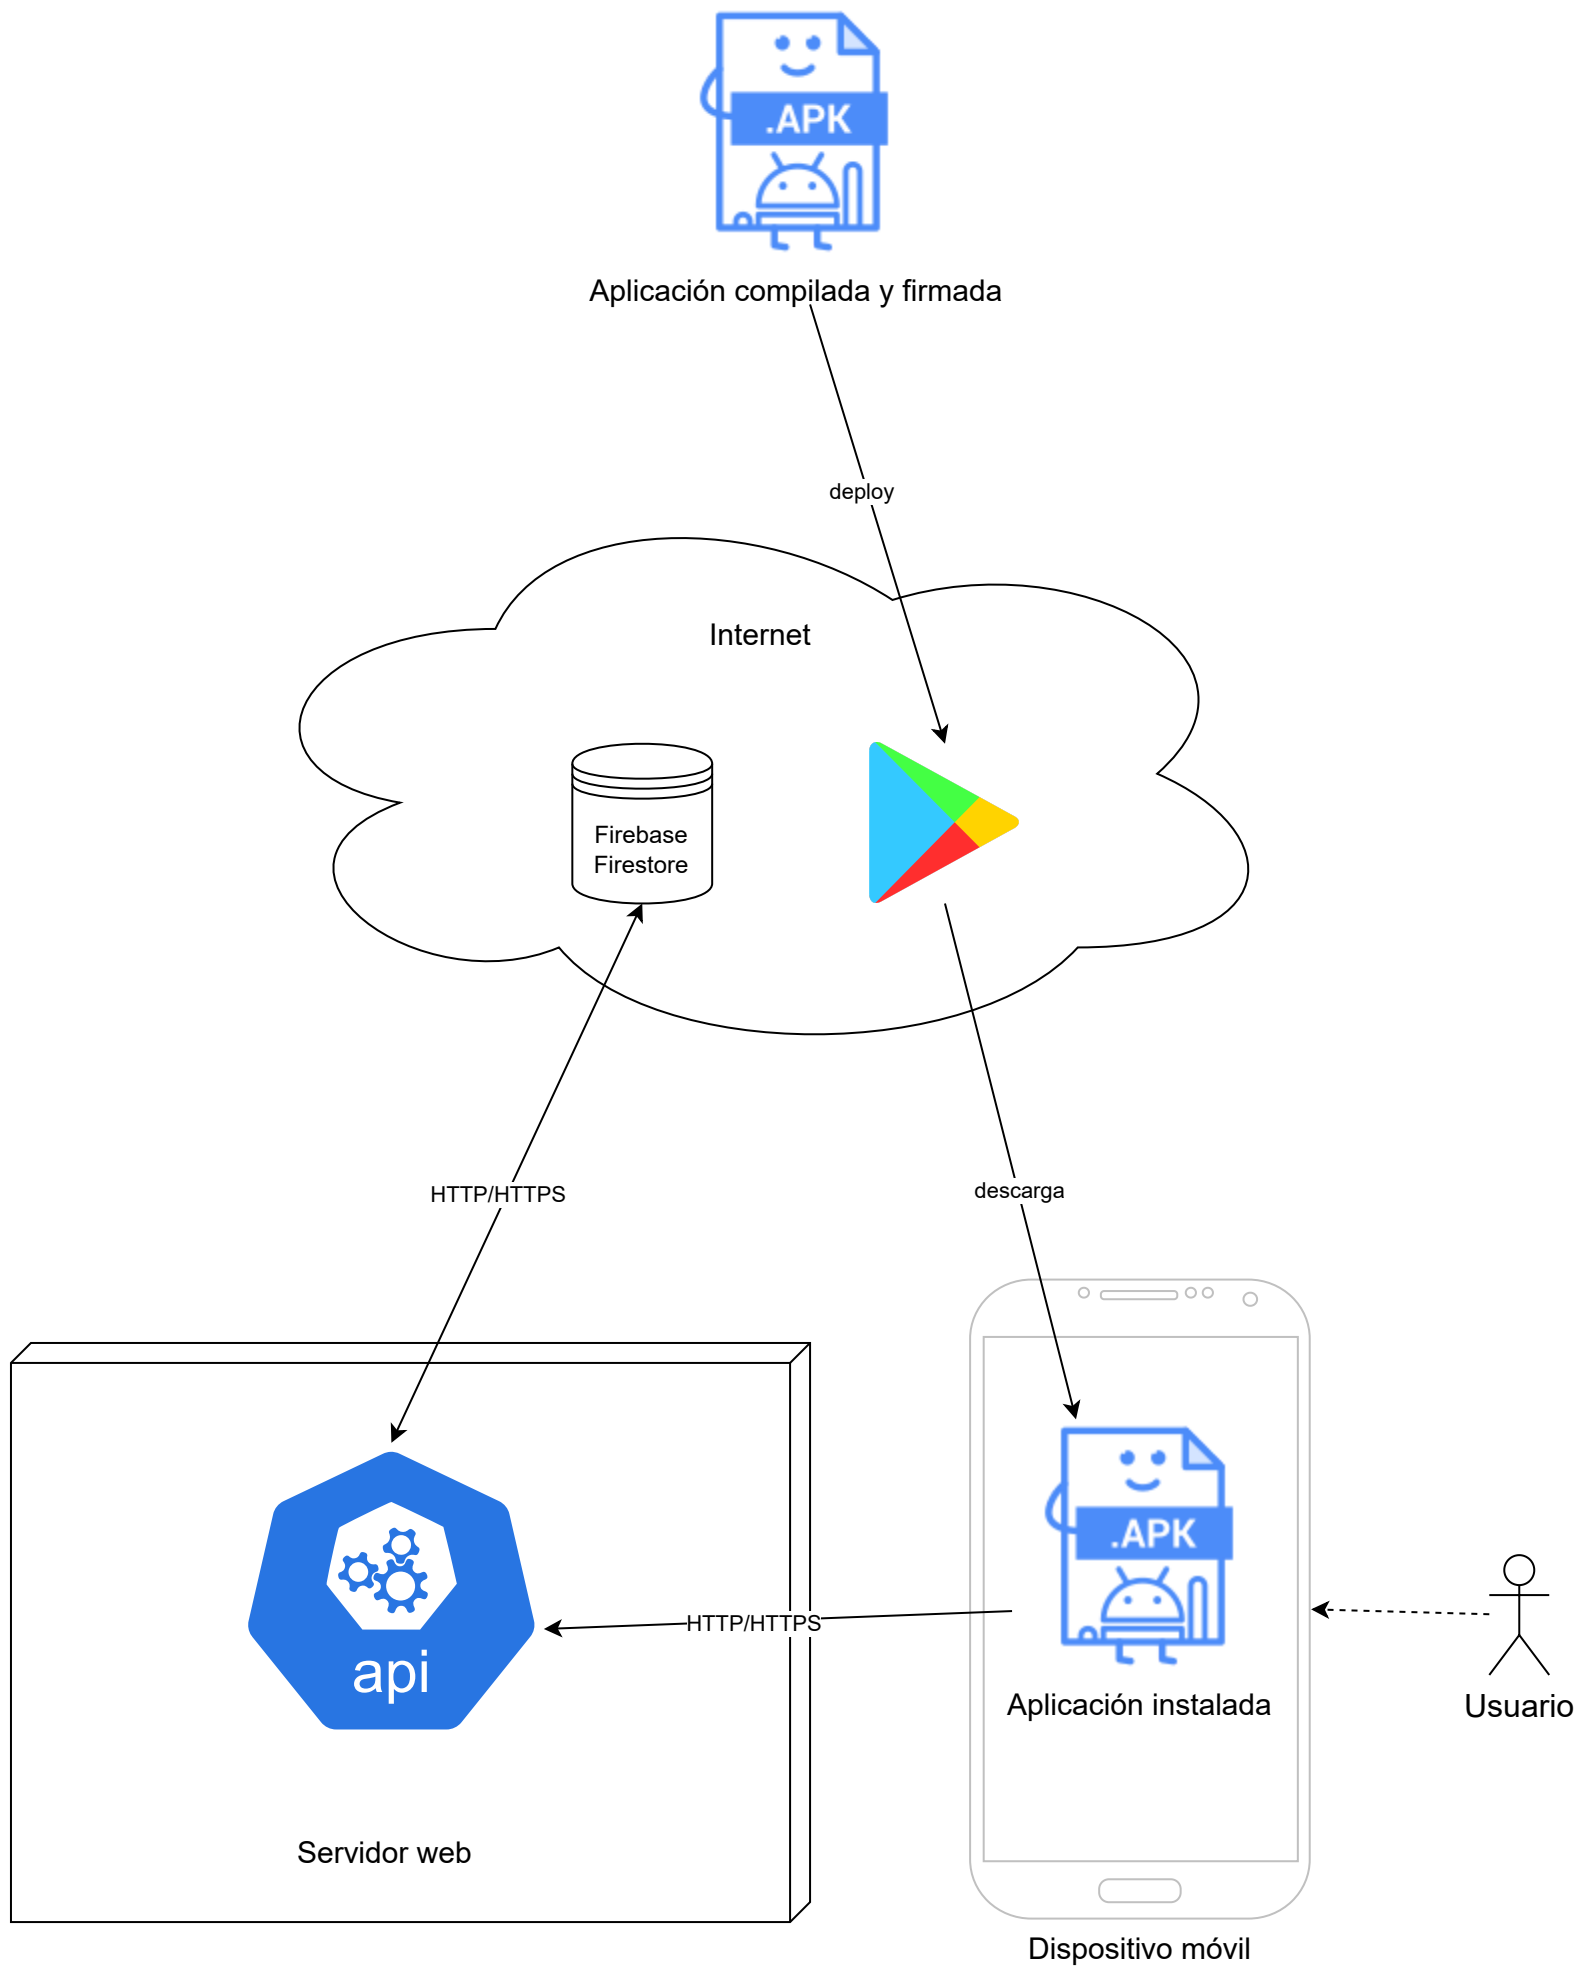 .APK
Aplicación compilada y firmada
deploy
Internet
Firebase
Firestore
HTTP/HTTPS
descarga
.APK
HTTP/HTTPS
api
Aplicación instalada
Usuario
Servidor web
Dispositivo móvil